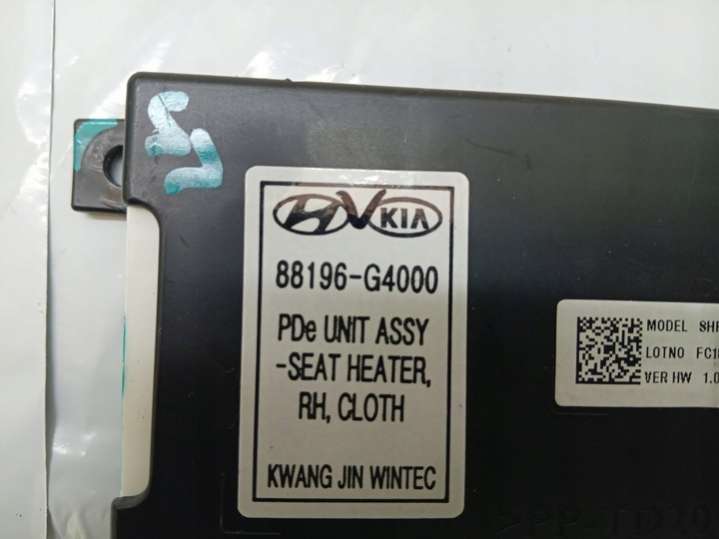 KIA
88196-G4000
PDe UNIT ASSY
-SEAT HEATER,
RH, CLOTH
KWANG JIN WINTEC
MODEL
LOTNO
VER HW